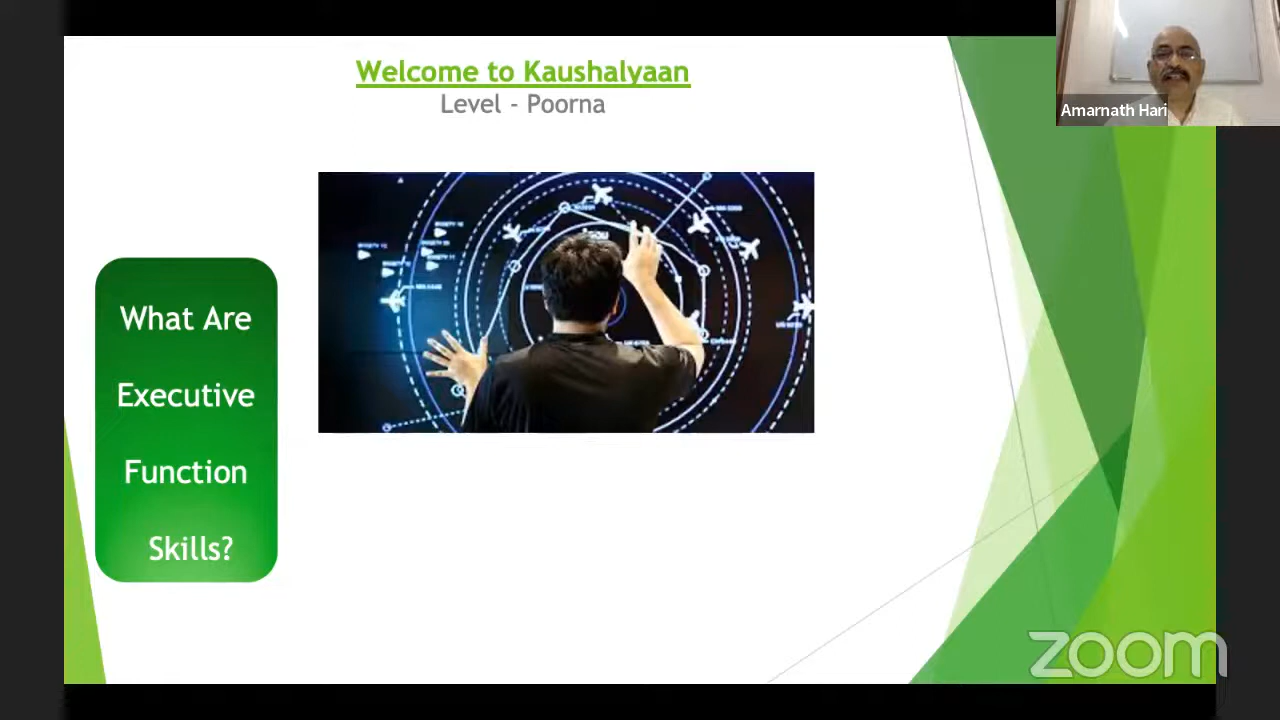 Welcome to Kaushalyaan
Level - Poorna
Amarnath Hari
What Are
Executive
Function
Skills?
zoom